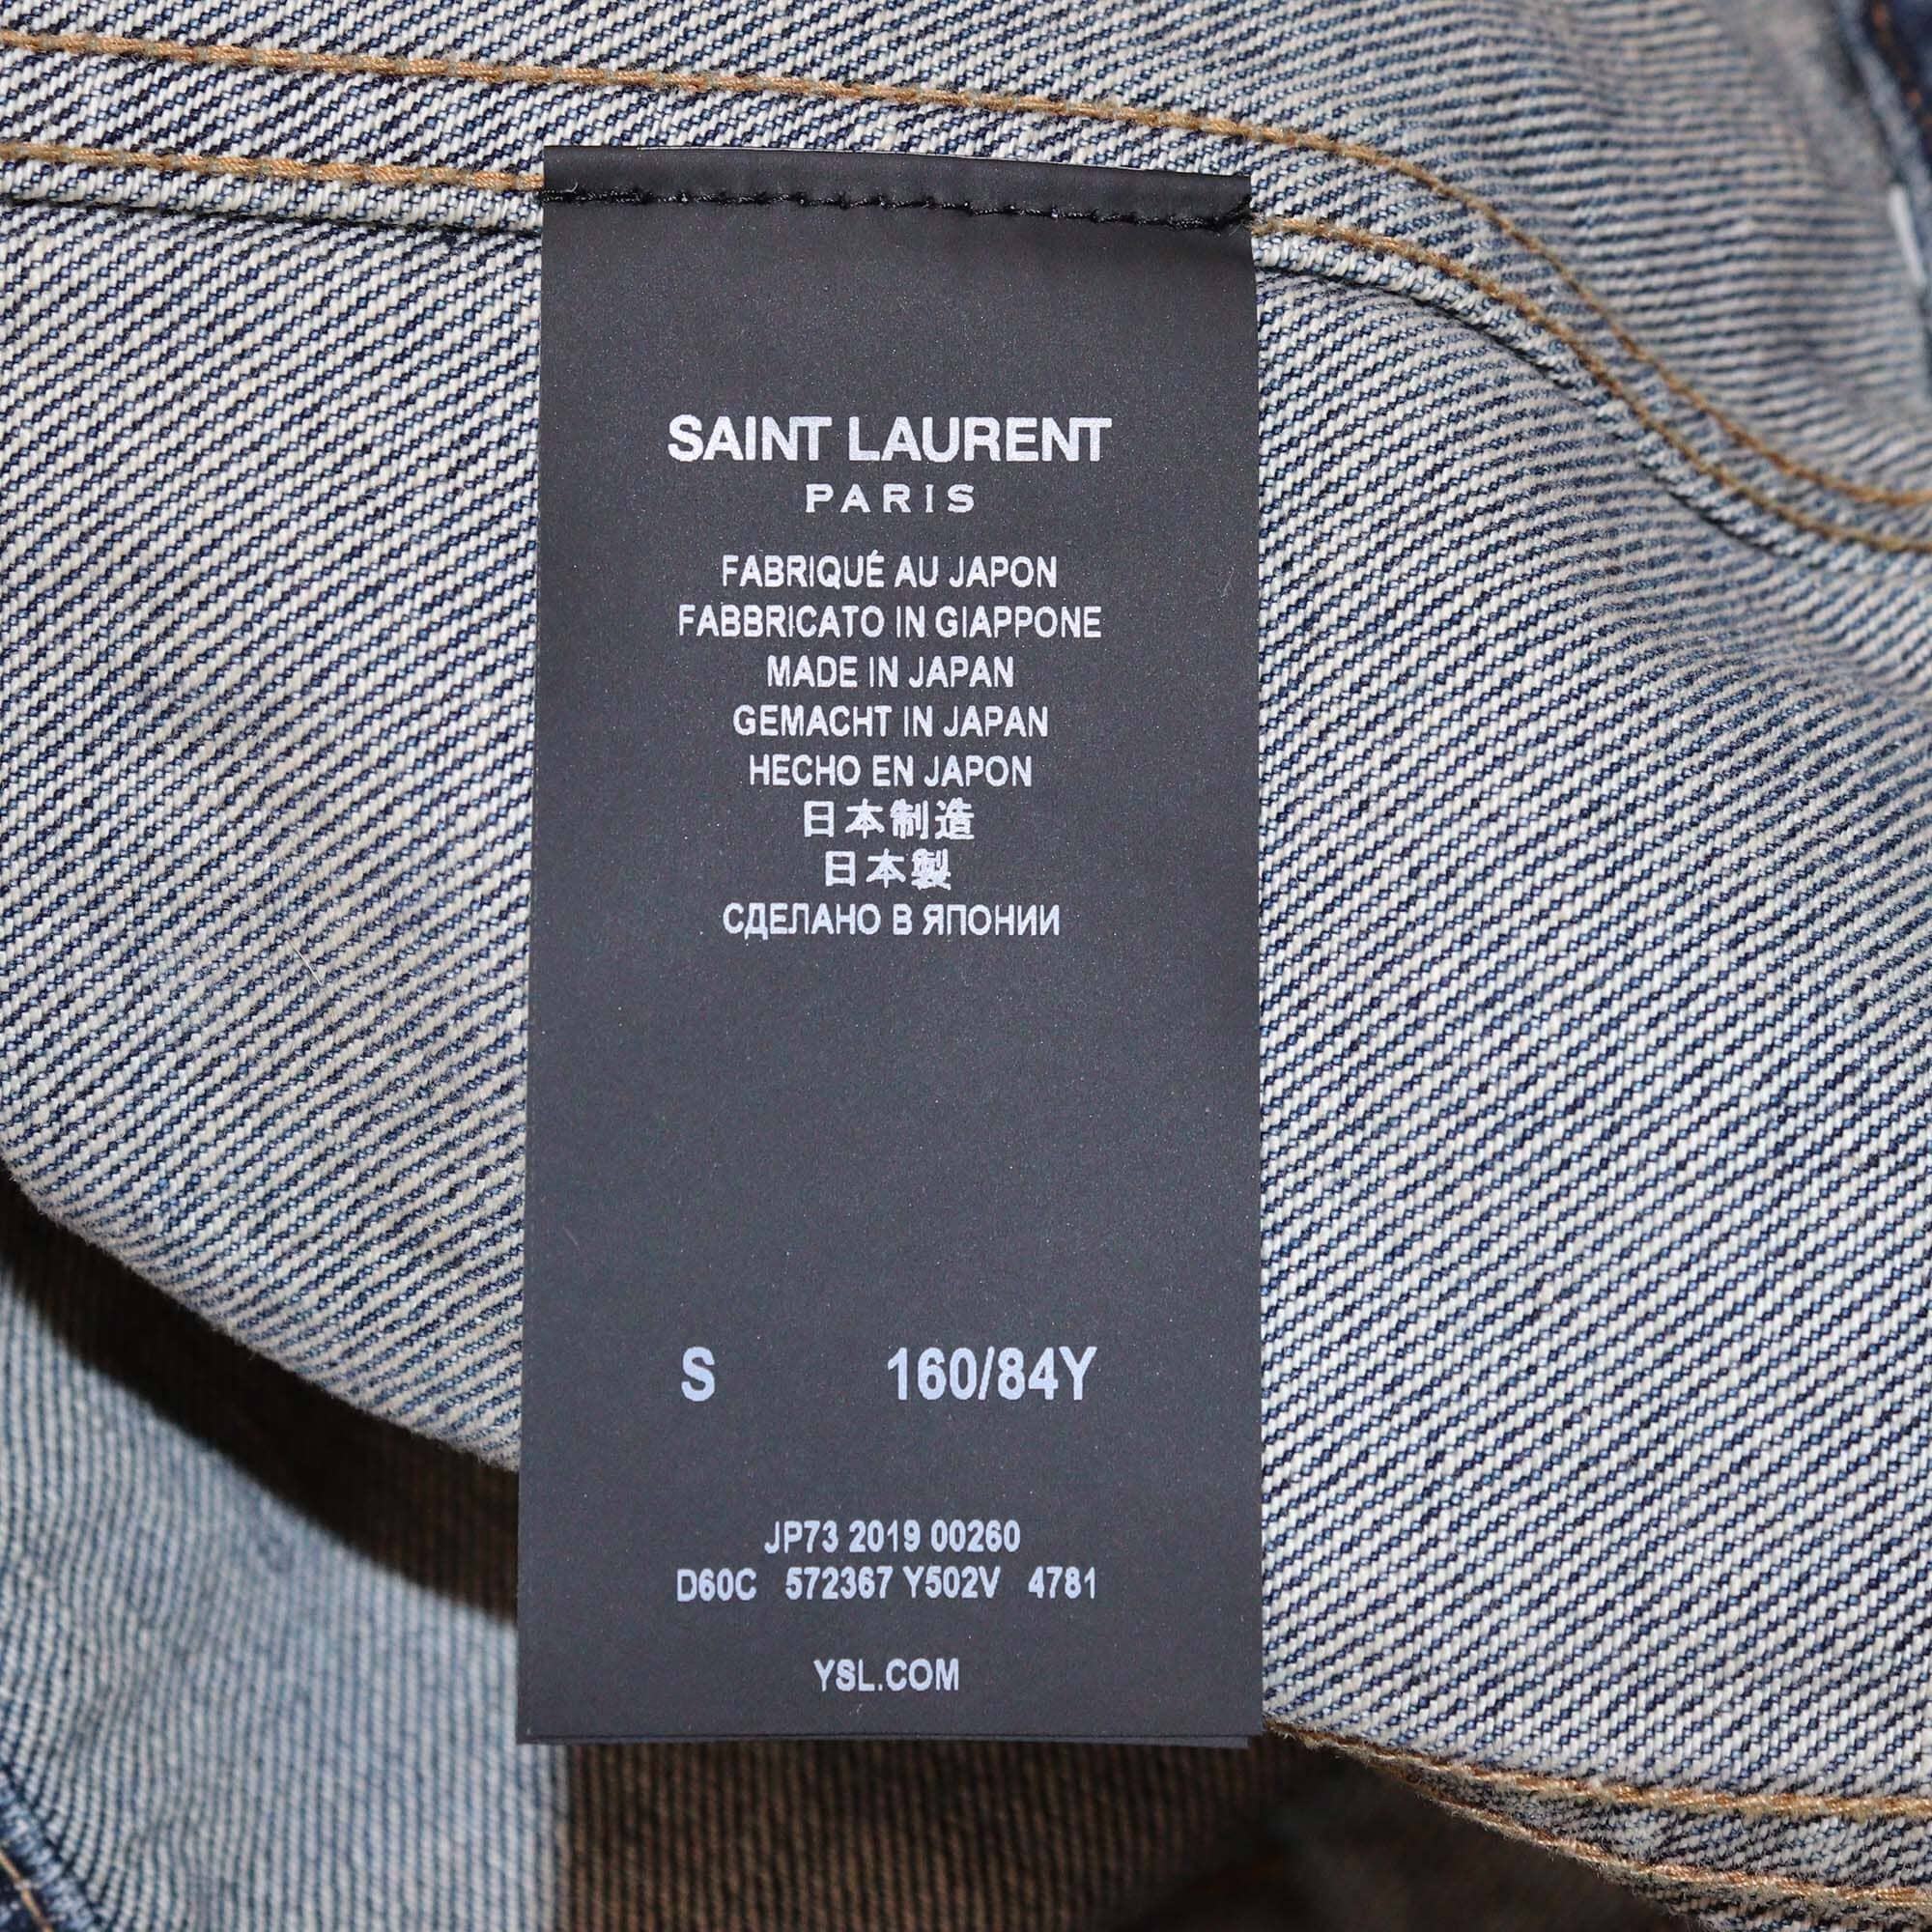 SAINT LAURENT
PARIS
FABRIQUÉ AU JAPON
FABBRICATO IN GIAPPONE
MADE IN JAPAN
GEMACHT IN JAPAN
HECHO EN JAPON
日本制造
日本製
СДЕЛАНО В ЯПОНИИ
S 160/84Y
JP73 2019 00260
D60C 572367 Y502V 4781
YSL.COM